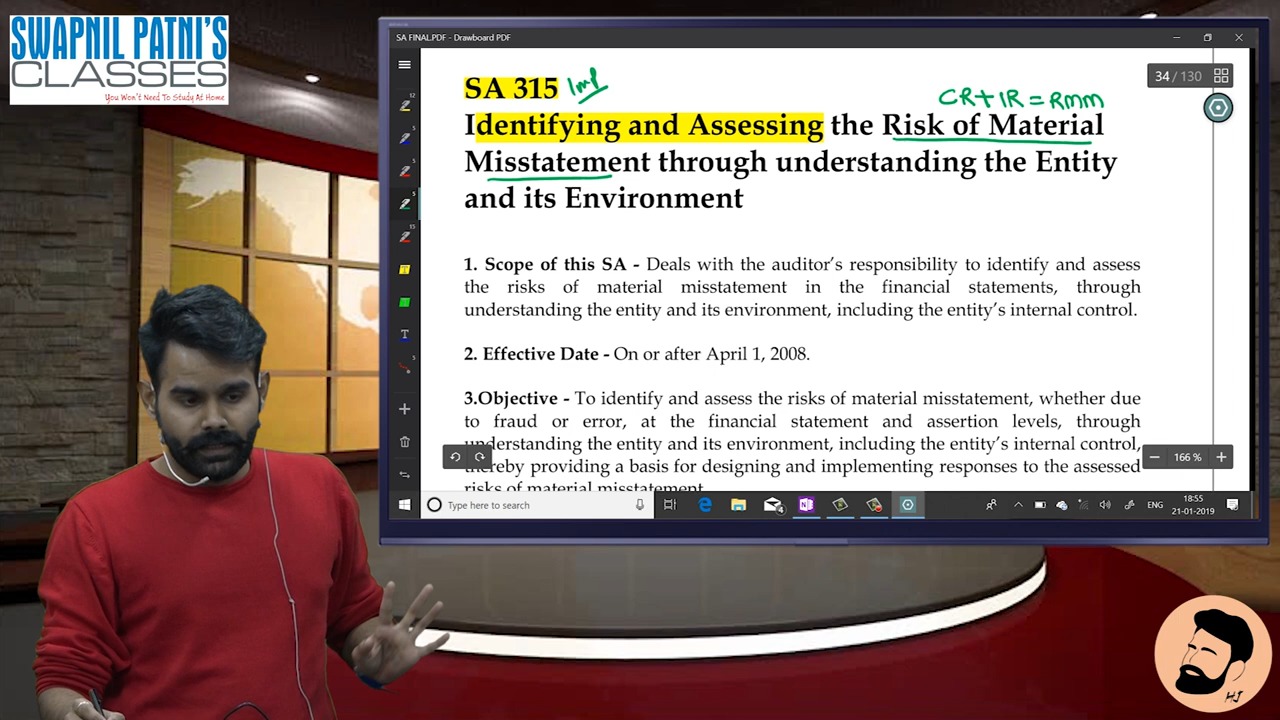 SWAPNIL PATNI'S
CLASSES
You Won't Need To Study At Home
SA FINAL.PDF - Drawboard PDF
34 / 130
SA 315 Imp
CR + IR = RMM
Identifying and Assessing the Risk of Material
Misstatement through understanding the Entity
and its Environment
1. Scope of this SA - Deals with the auditor's responsibility to identify and assess
the risks of material misstatement in the financial statements, through
understanding the entity and its environment, including the entity's internal control.
2. Effective Date - On or after April 1, 2008.
3.Objective - To identify and assess the risks of material misstatement, whether due
to fraud or error, at the financial statement and assertion levels, through
understanding the entity and its environment, including the entity's internal control,
thereby providing a basis for designing and implementing responses to the assessed
risks of material misstatement
166 %
Type here to search
ENG
18:55
21-01-2019
HJ